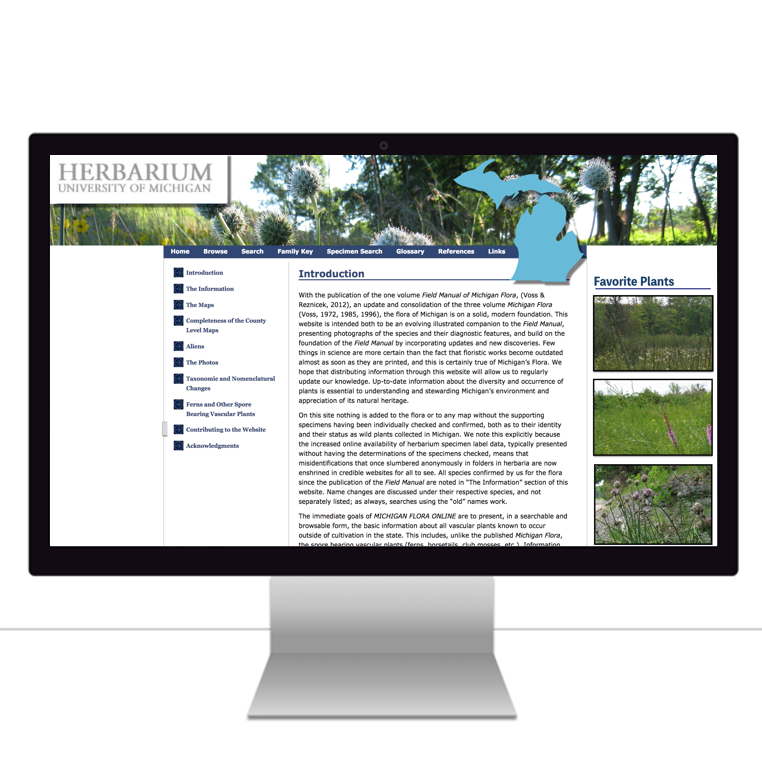 HERBARIUM
UNIVERSITY OF MICHIGAN
Home Browse Search Family Key Specimen Search Glossary References Links
Introduction
The Information
The Maps
Completeness of the County
Level Maps
Aliens
The Photos
Taxonomic and Nomenclatural
Changes
Ferns and Other Spore
Bearing Vascular Plants
Contributing to the Website
Acknowledgments
Introduction
With the publication of the one volume Field Manual of Michigan Flora, (Voss &
Reznicek, 2012), an update and consolidation of the three volume Michigan Flora
(Voss, 1972, 1985, 1996), the flora of Michigan is on a solid, modern foundation. This
website is intended both to be an evolving illustrated companion to the Field Manual,
presenting photographs of the species and their diagnostic features, and build on the
foundation of the Field Manual by incorporating updates and new discoveries. Few
things in science are more certain than the fact that floristic works become outdated
almost as soon as they are printed, and this is certainly true of Michigan's Flora. We
hope that distributing information through this website will allow us to regularly
update our knowledge. Up-to-date information about the diversity and occurrence of
plants is essential to understanding and stewarding Michigan's environment and
appreciation of its natural heritage.
On this site nothing is added to the flora or to any map without the supporting
specimens having been individually checked and confirmed, both as to their identity
and their status as wild plants collected in Michigan. We note this explicitly because
the increased online availability of herbarium specimen label data, typically presented
without having the determinations of the specimens checked, means that
misidentifications that once slumbered anonymously in folders in herbaria are now
enshrined in credible websites for all to see. All species confirmed by us for the flora
since the publication of the Field Manual are noted in "The Information" section of this
website. Name changes are discussed under their respective species, and not
separately listed; as always, searches using the "old" names work.
The immediate goals of MICHIGAN FLORA ONLINE are to present, in a searchable and
browsable form, the basic information about all vascular plants known to occur
outside of cultivation in the state. This includes, unlike the published Michigan Flora,
the spore bearing vascular plants (ferns, horsetails, club mosses, etc.). Information
Favorite Plants